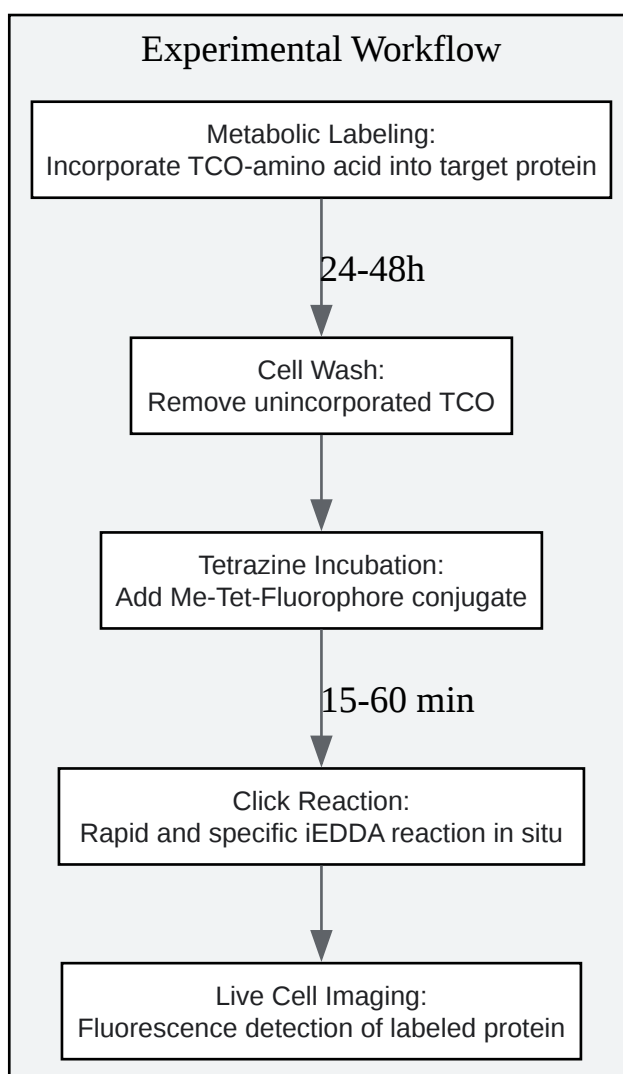 Experimental Workflow
Metabolic Labeling:
Incorporate TCO-amino acid into target protein
24-48h
Cell Wash:
Remove unincorporated TCO
Tetrazine Incubation:
Add Me-Tet-Fluorophore conjugate
15-60 min
Click Reaction:
Rapid and specific iEDDA reaction in situ
Live Cell Imaging:
Fluorescence detection of labeled protein